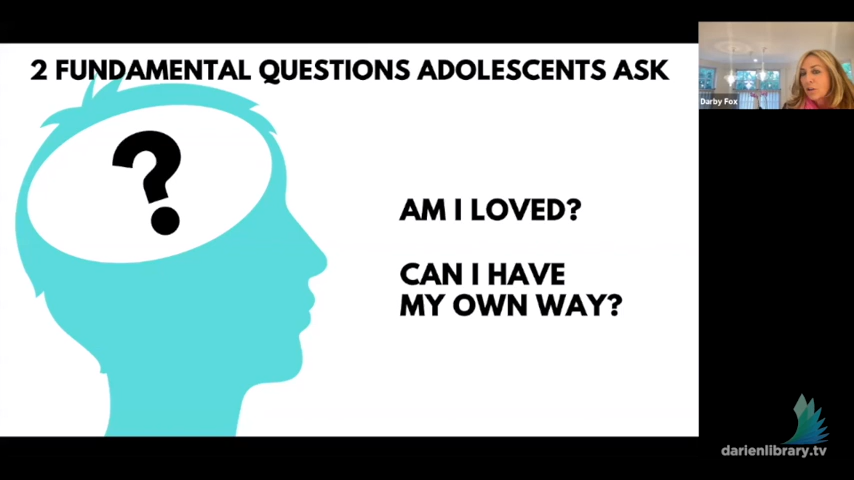 2 FUNDAMENTAL QUESTIONS ADOLESCENTS ASK
?
AM I LOVED?
CAN I HAVE
MY OWN WAY?
Darby Fox
darienlibrary.tv